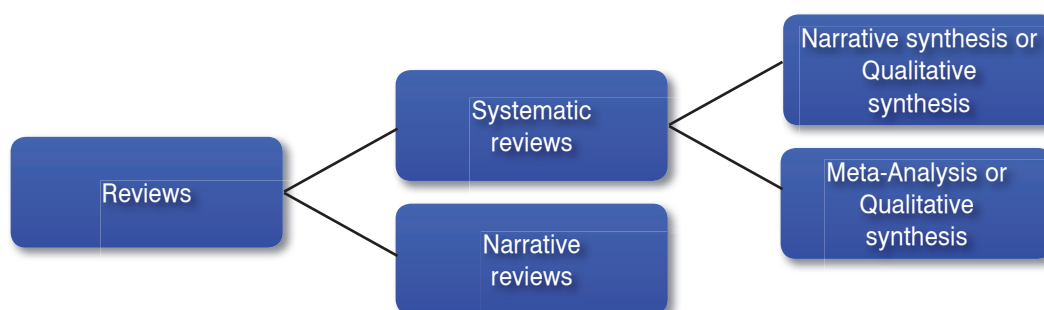 Reviews
Systematic
reviews
Narrative
reviews
Narrative synthesis or
Qualitative
synthesis
Meta-Analysis or
Qualitative
synthesis